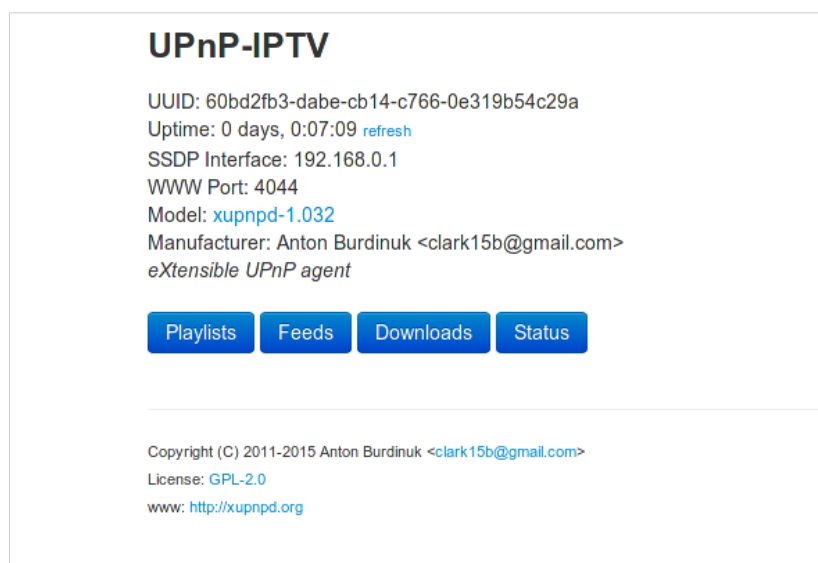 UPnP-IPTV
UUID: 60bd2fb3-dabe-cb14-c766-0e319b54c29a
Uptime: 0 days, 0:07:09 refresh
SSDP Interface: 192.168.0.1
WWW Port: 4044
Model: xupnpd-1.032
Manufacturer: Anton Burdinuk <clark15b@gmail.com>
eXtensible UPnP agent
Playlists Feeds Downloads Status
Copyright (C) 2011-2015 Anton Burdinuk <clark15b@gmail.com>
License: GPL-2.0
www: http://xupnpd.org